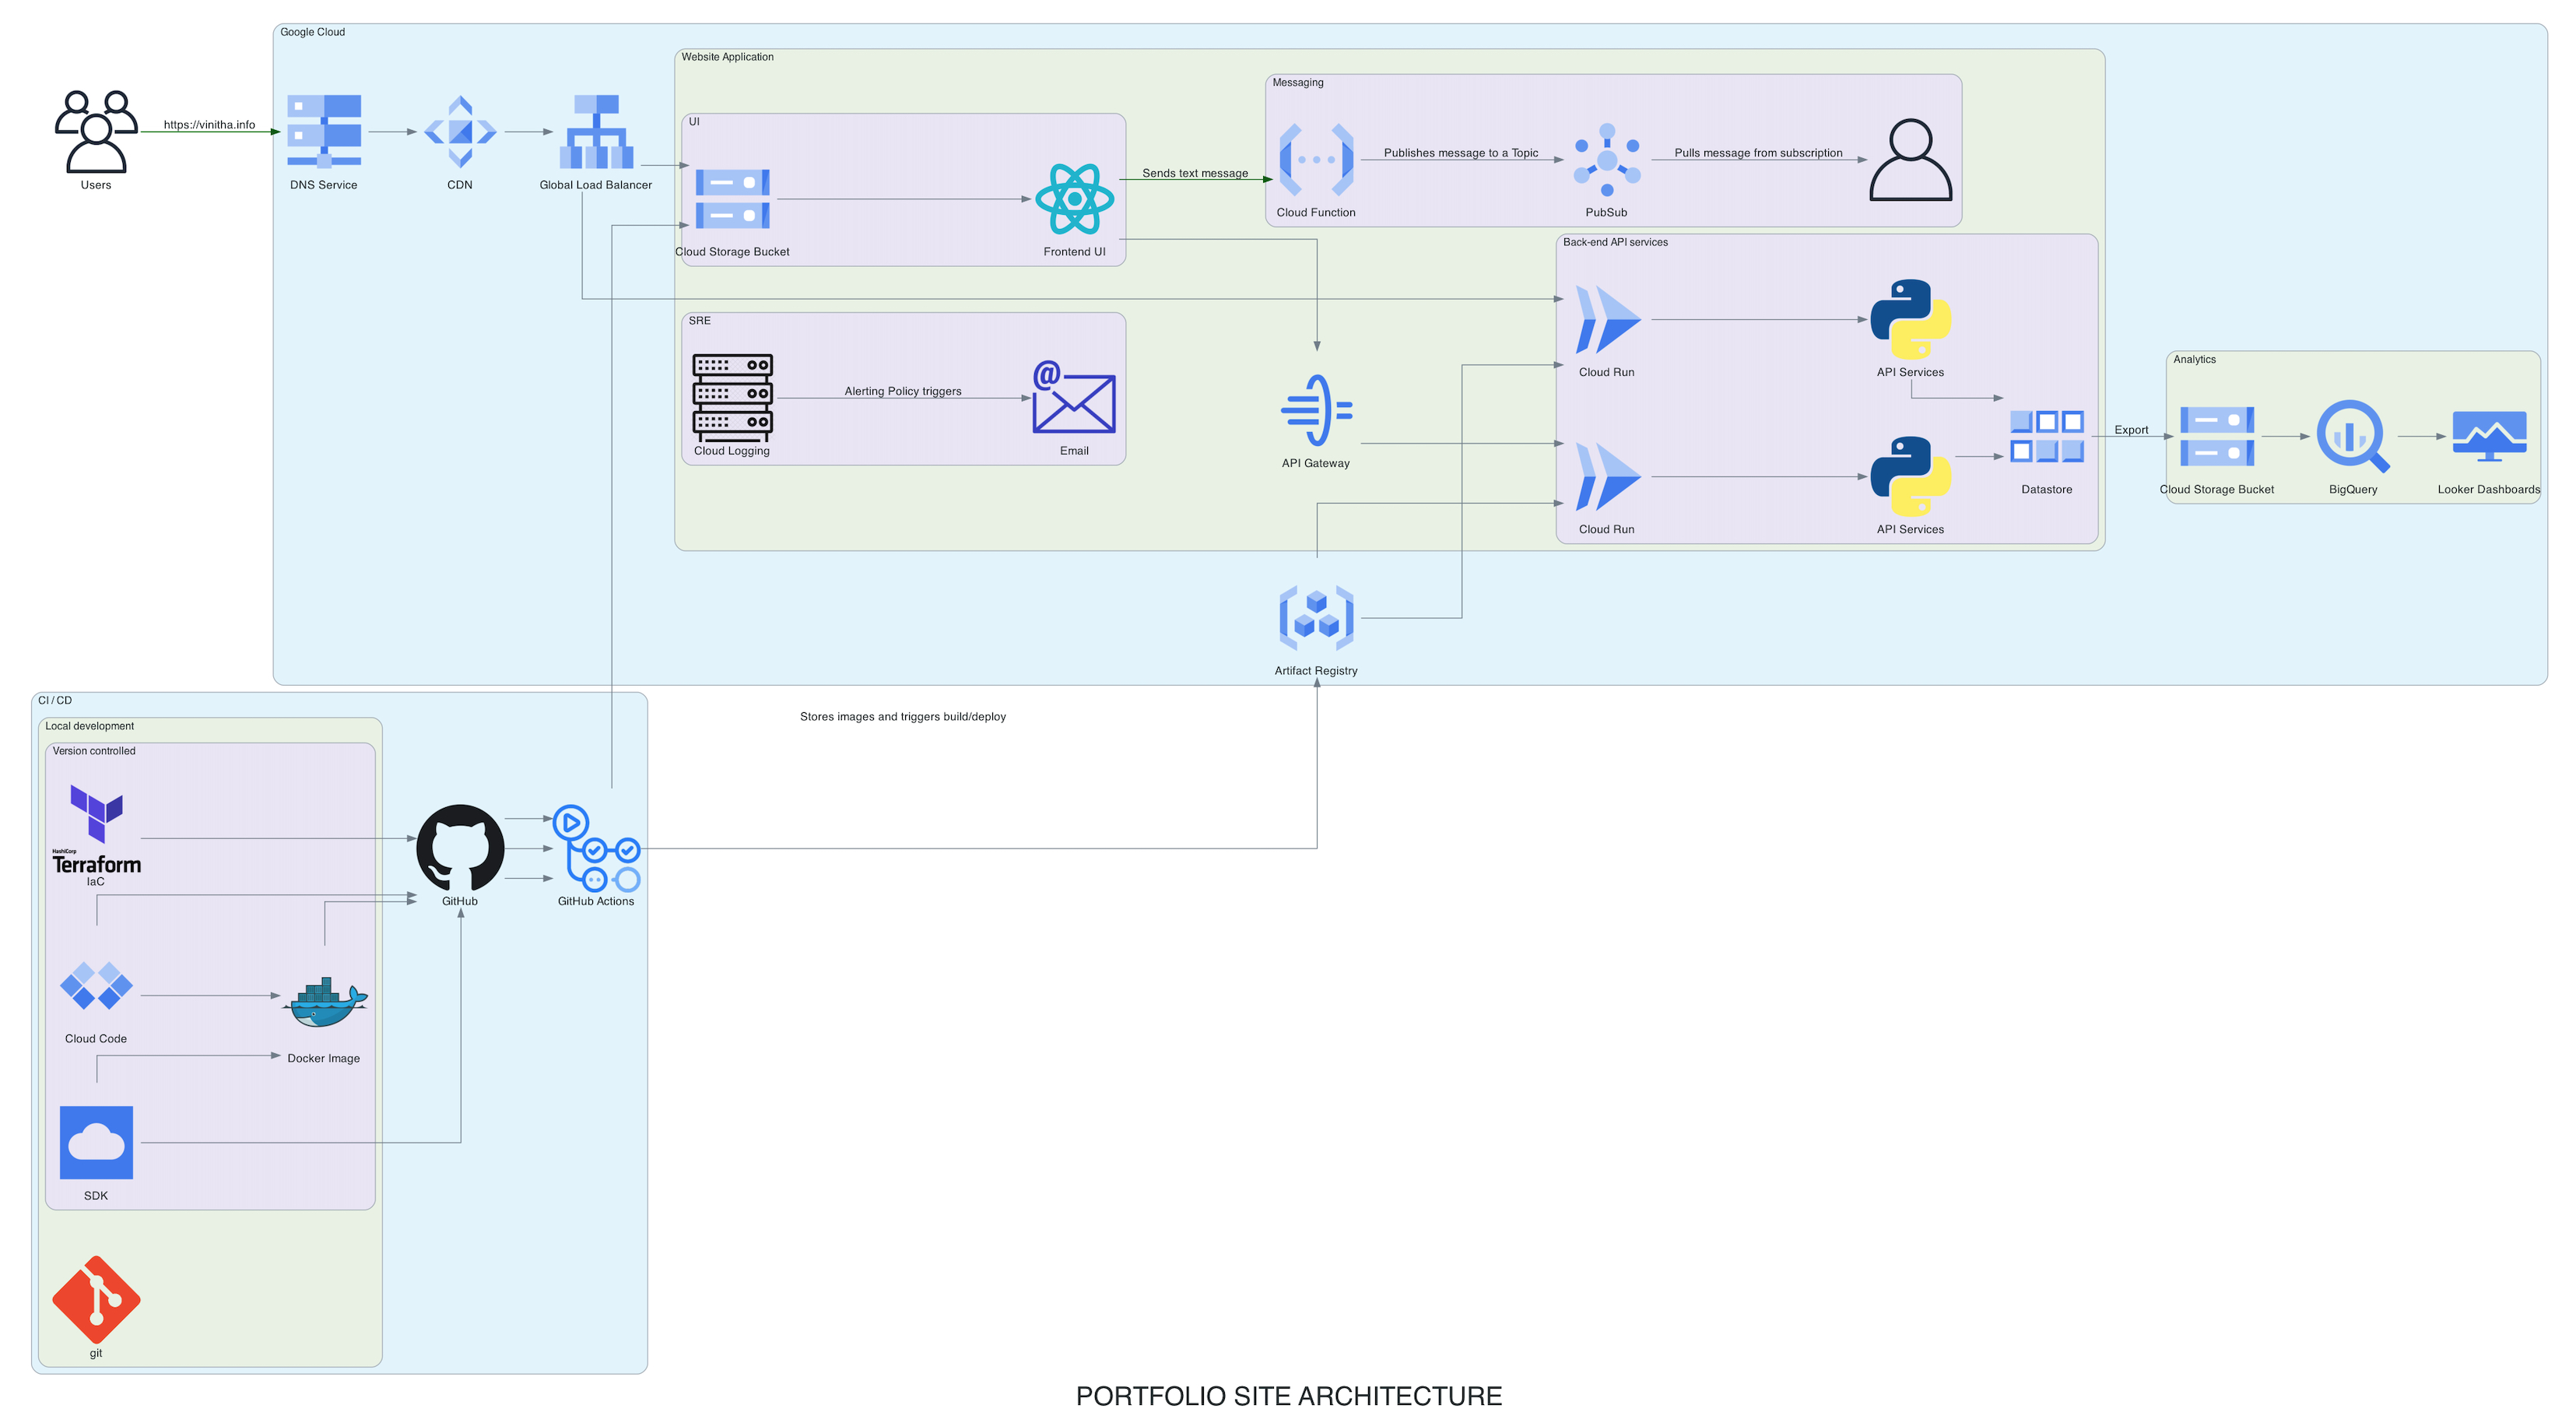 Google Cloud
Website Application
Messaging
UI
https://vinitha.info
Users
DNS Service
CDN
Global Load Balancer
Cloud Storage Bucket
Frontend UI
Sends text message
Cloud Function
Publishes message to a Topic
PubSub
Pulls message from subscription
Back-end API services
SRE
Cloud Logging
Alerting Policy triggers
@
Email
API Gateway
Cloud Run
API Services
Cloud Run
API Services
Datastore
Export
Analytics
Cloud Storage Bucket
BigQuery
Looker Dashboards
Artifact Registry
CI / CD
Local development
Version controlled
Stores images and triggers build/deploy
HashiCorp
Terraform
IaC
GitHub
GitHub Actions
Cloud Code
Docker Image
SDK
git
PORTFOLIO SITE ARCHITECTURE